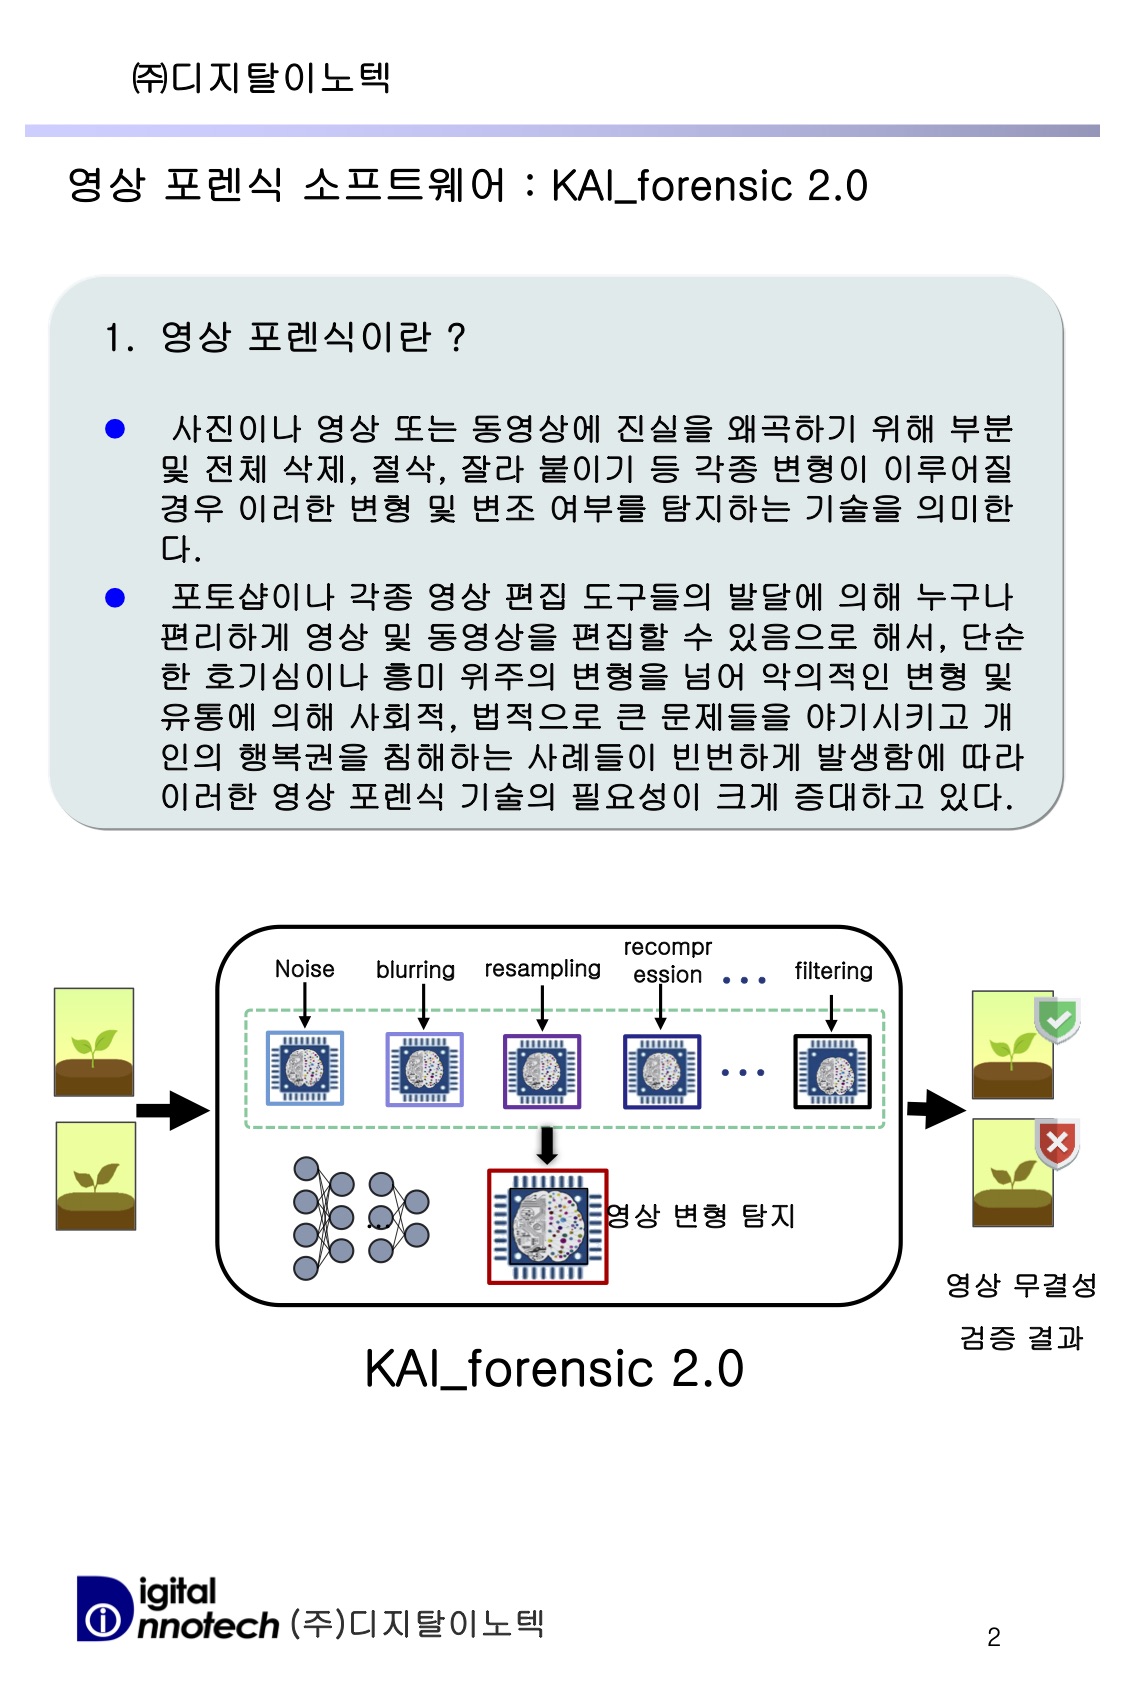 ㈜디지탈이노텍
영상 포렌식 소프트웨어 : KAI_forensic 2.0
1. 영상 포렌식이란 ?
● 사진이나 영상 또는 동영상에 진실을 왜곡하기 위해 부분
및 전체 삭제, 절삭, 잘라 붙이기 등 각종 변형이 이루어질
경우 이러한 변형 및 변조 여부를 탐지하는 기술을 의미한
다.
● 포토샵이나 각종 영상 편집 도구들의 발달에 의해 누구나
편리하게 영상 및 동영상을 편집할 수 있음으로 해서, 단순
한 호기심이나 흥미 위주의 변형을 넘어 악의적인 변형 및
유통에 의해 사회적, 법적으로 큰 문제들을 야기시키고 개
인의 행복권을 침해하는 사례들이 빈번하게 발생함에 따라
이러한 영상 포렌식 기술의 필요성이 크게 증대하고 있다.
Noise
blurring
resampling
recompr
ession
• • •
filtering
• • •
...
영상 변형 탐지
영상 무결성
검증 결과
KAI_forensic 2.0
Digital
innotech (주)디지탈이노텍
2